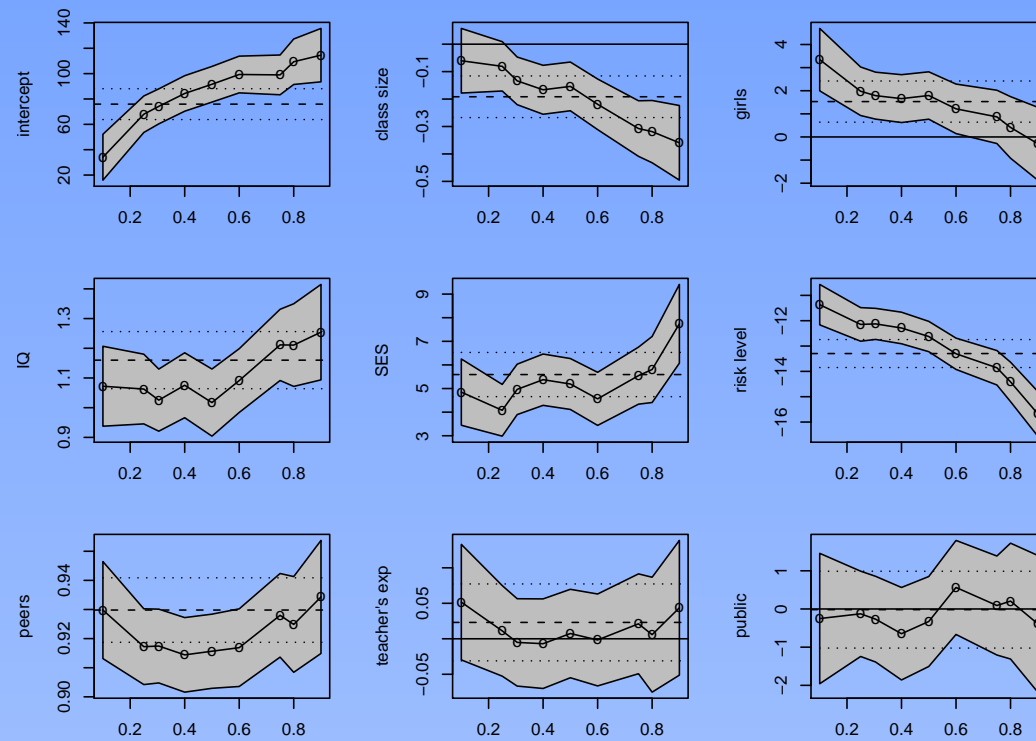 intercept
20 60 100 140
0.2 0.4 0.6 0.8
class size
−0.5 −0.3 −0.1
0.2 0.4 0.6 0.8
girls
−2 0 2 4
0.2 0.4 0.6 0.8
IQ
0.9 1.1 1.3
0.2 0.4 0.6 0.8
SES
3 5 7 9
0.2 0.4 0.6 0.8
risk level
−16 −14 −12
0.2 0.4 0.6 0.8
peers
0.90 0.92 0.94
0.2 0.4 0.6 0.8
teacher's exp
−0.05 0.05
0.2 0.4 0.6 0.8
public
−2 −1 0 1
0.2 0.4 0.6 0.8